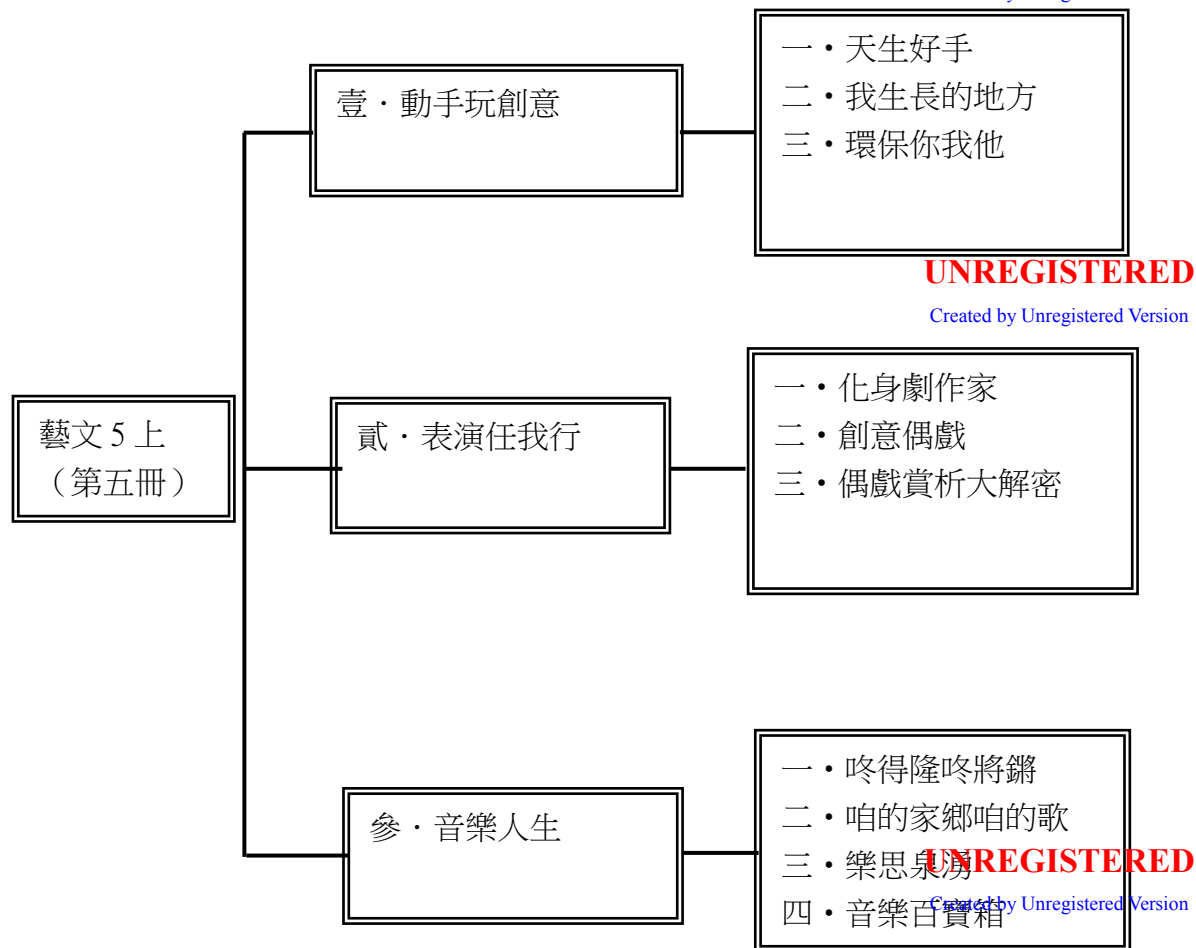 藝文 5 上
（第五冊）
壹．動手玩創意
一・天生好手
二・我生長的地方
三・環保你我他
UNREGISTERED
Created by Unregistered Version
貳．表演任我行
一・化身劇作家
二・創意偶戲
三・偶戲賞析大解密
參．音樂人生
一・咚得隆咚將鏘
二・咱的家鄉咱的歌
三・樂思泉湧
四・音樂百寶箱
UNREGISTERED
Created by Unregistered Version